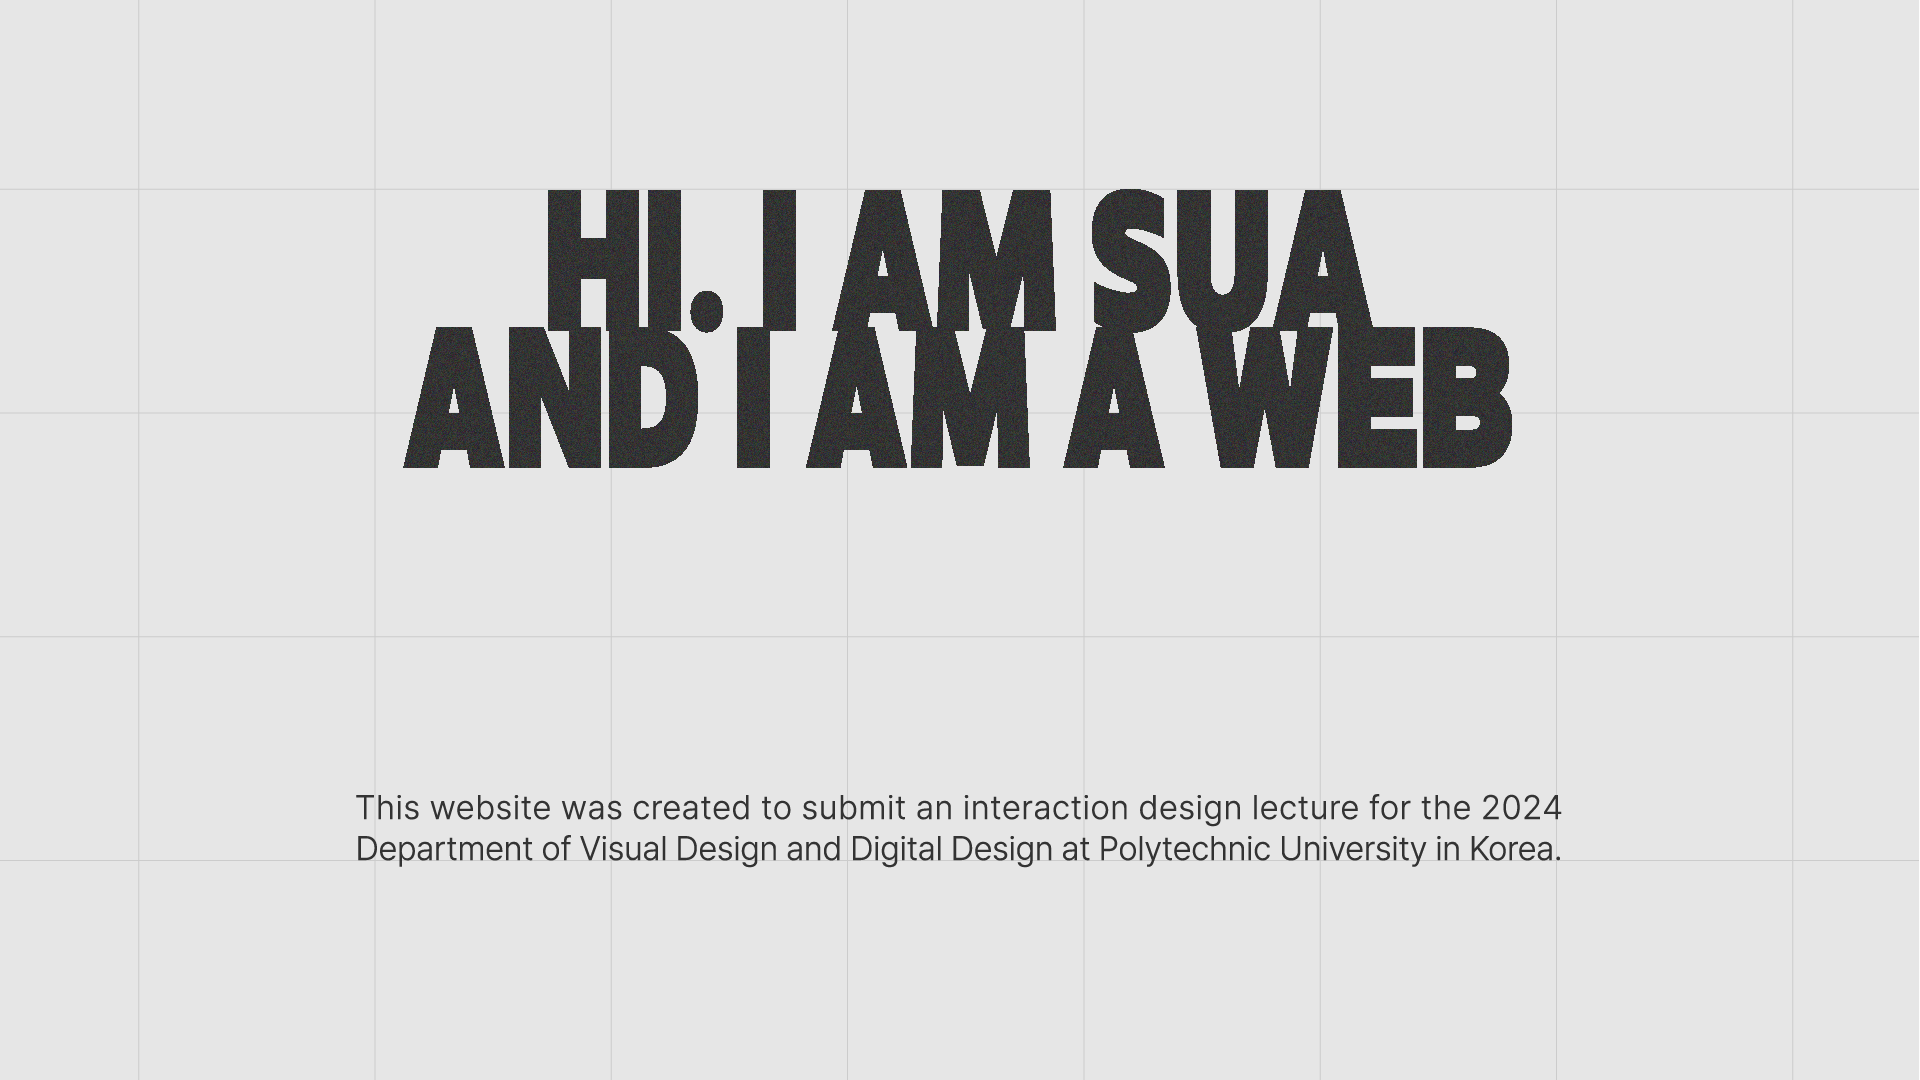 HI. I AM SUA
AND I AM A WEB
This website was created to submit an interaction design lecture for the 2024
Department of Visual Design and Digital Design at Polytechnic University in Korea.